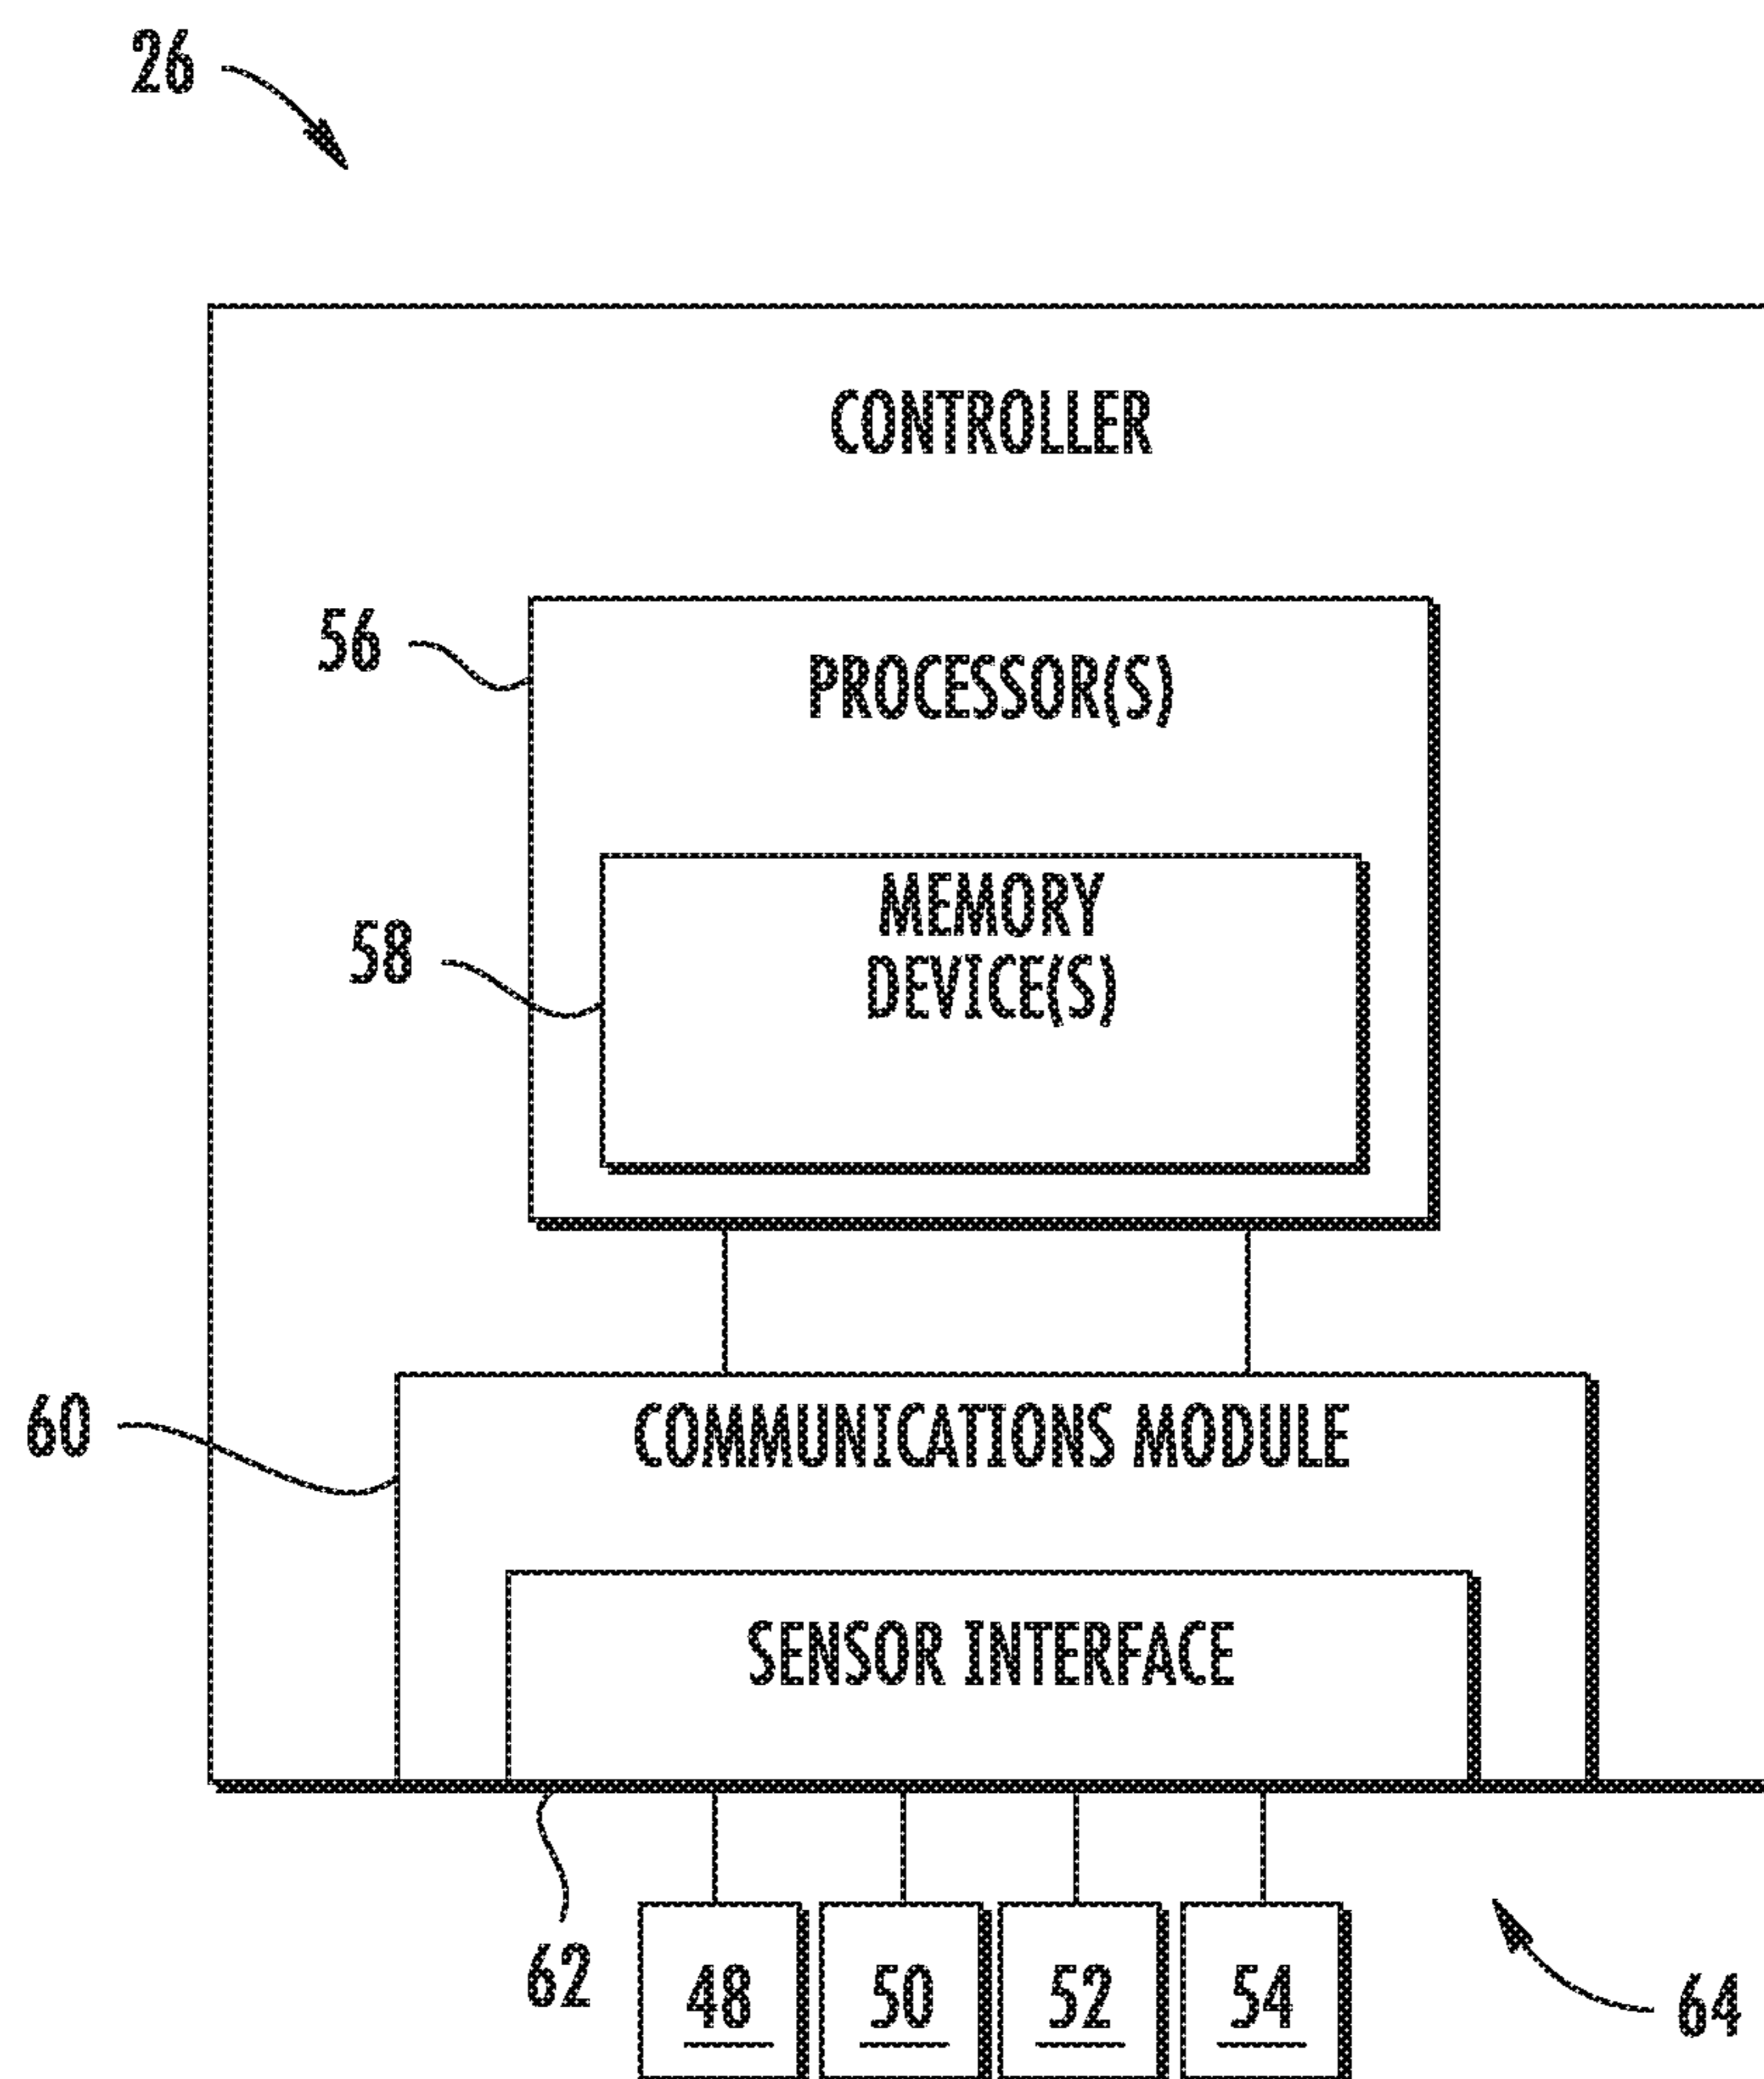 26
CONTROLLER
56
PROCESSOR(S)
58
MEMORY
DEVICE(S)
60
COMMUNICATIONS MODULE
SENSOR INTERFACE
62
48
50
52
54
64